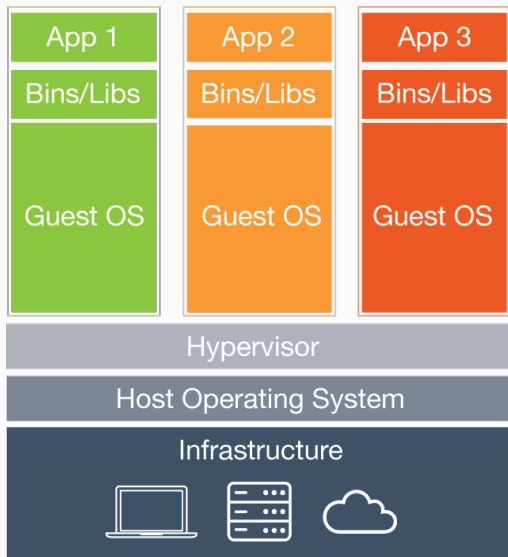 App 1
App 2
App 3
Bins/Libs
Bins/Libs
Bins/Libs
Guest OS
Guest OS
Guest OS
Hypervisor
Host Operating System
Infrastructure